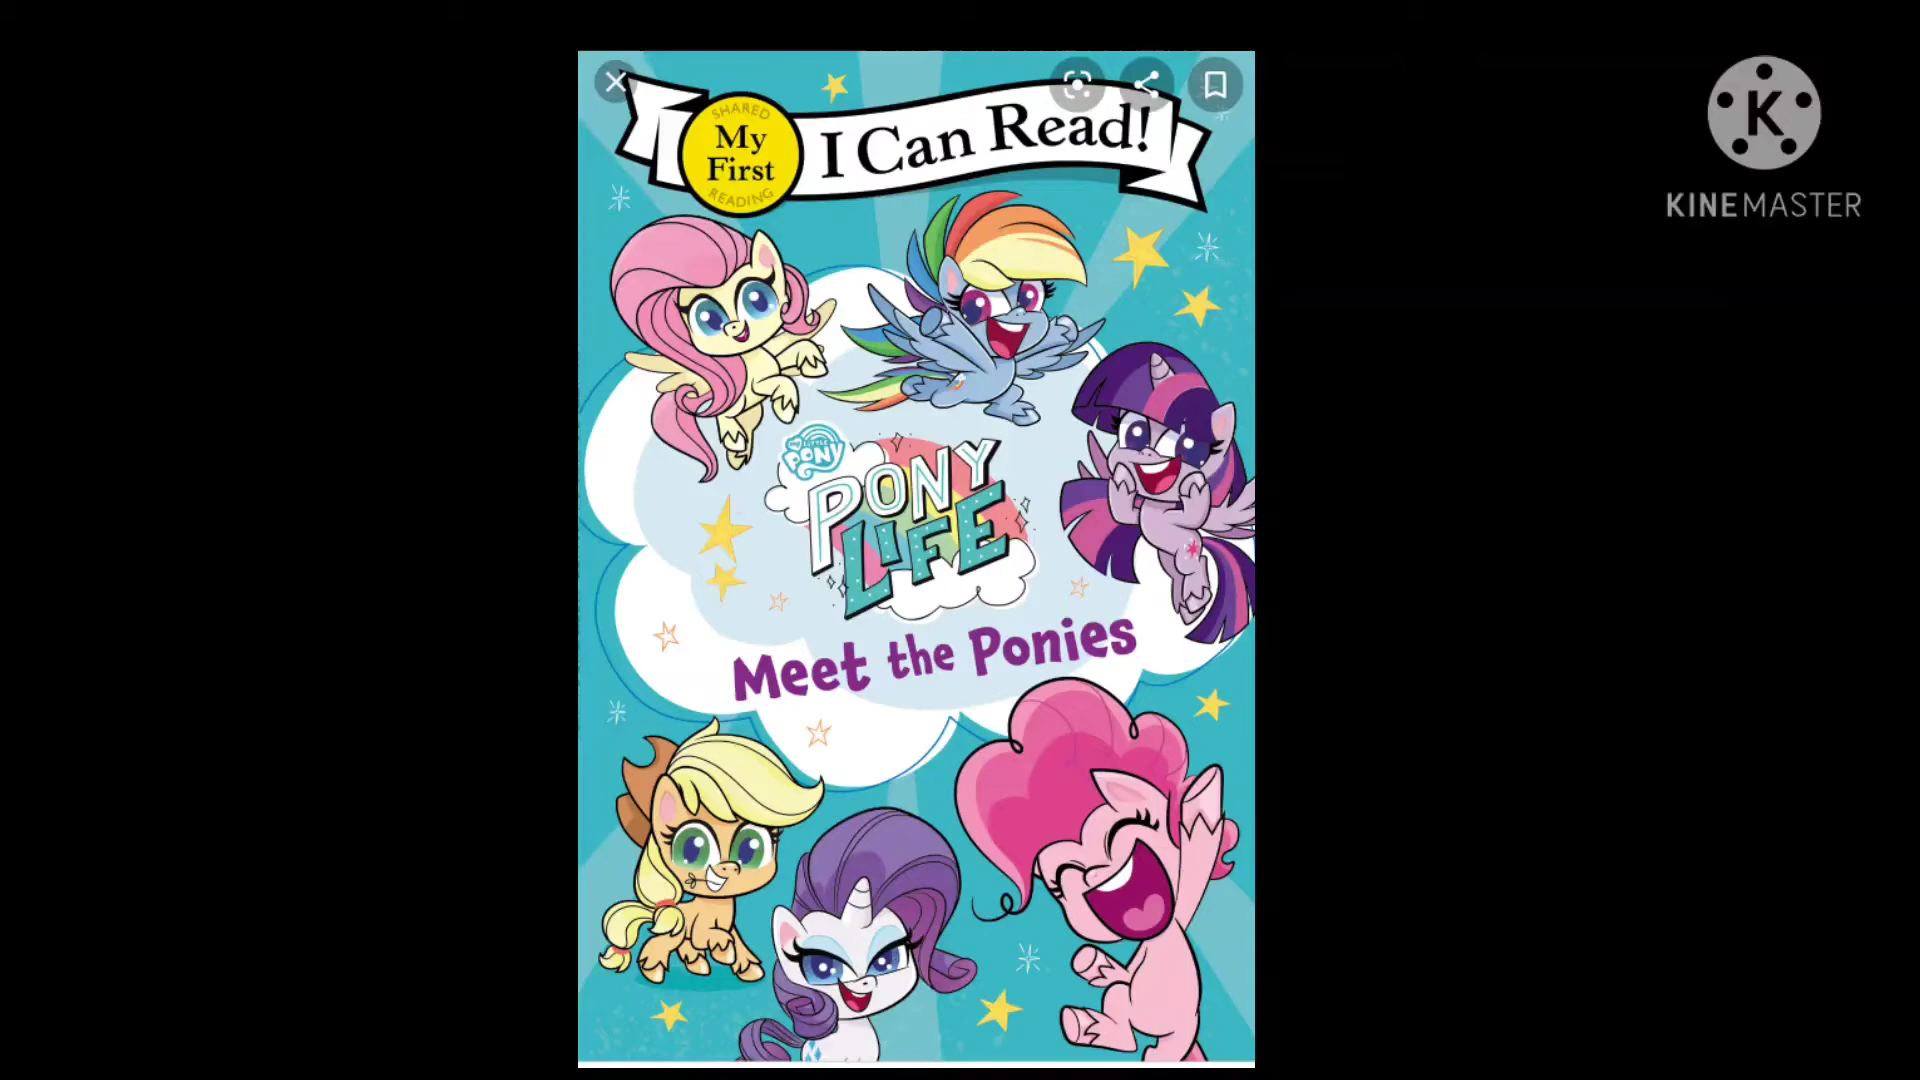 SHARED
My
First
READING
I Can Read!
MY LITTLE
PONY
PONY
LIFE
Meet the Ponies
K
KINEMASTER